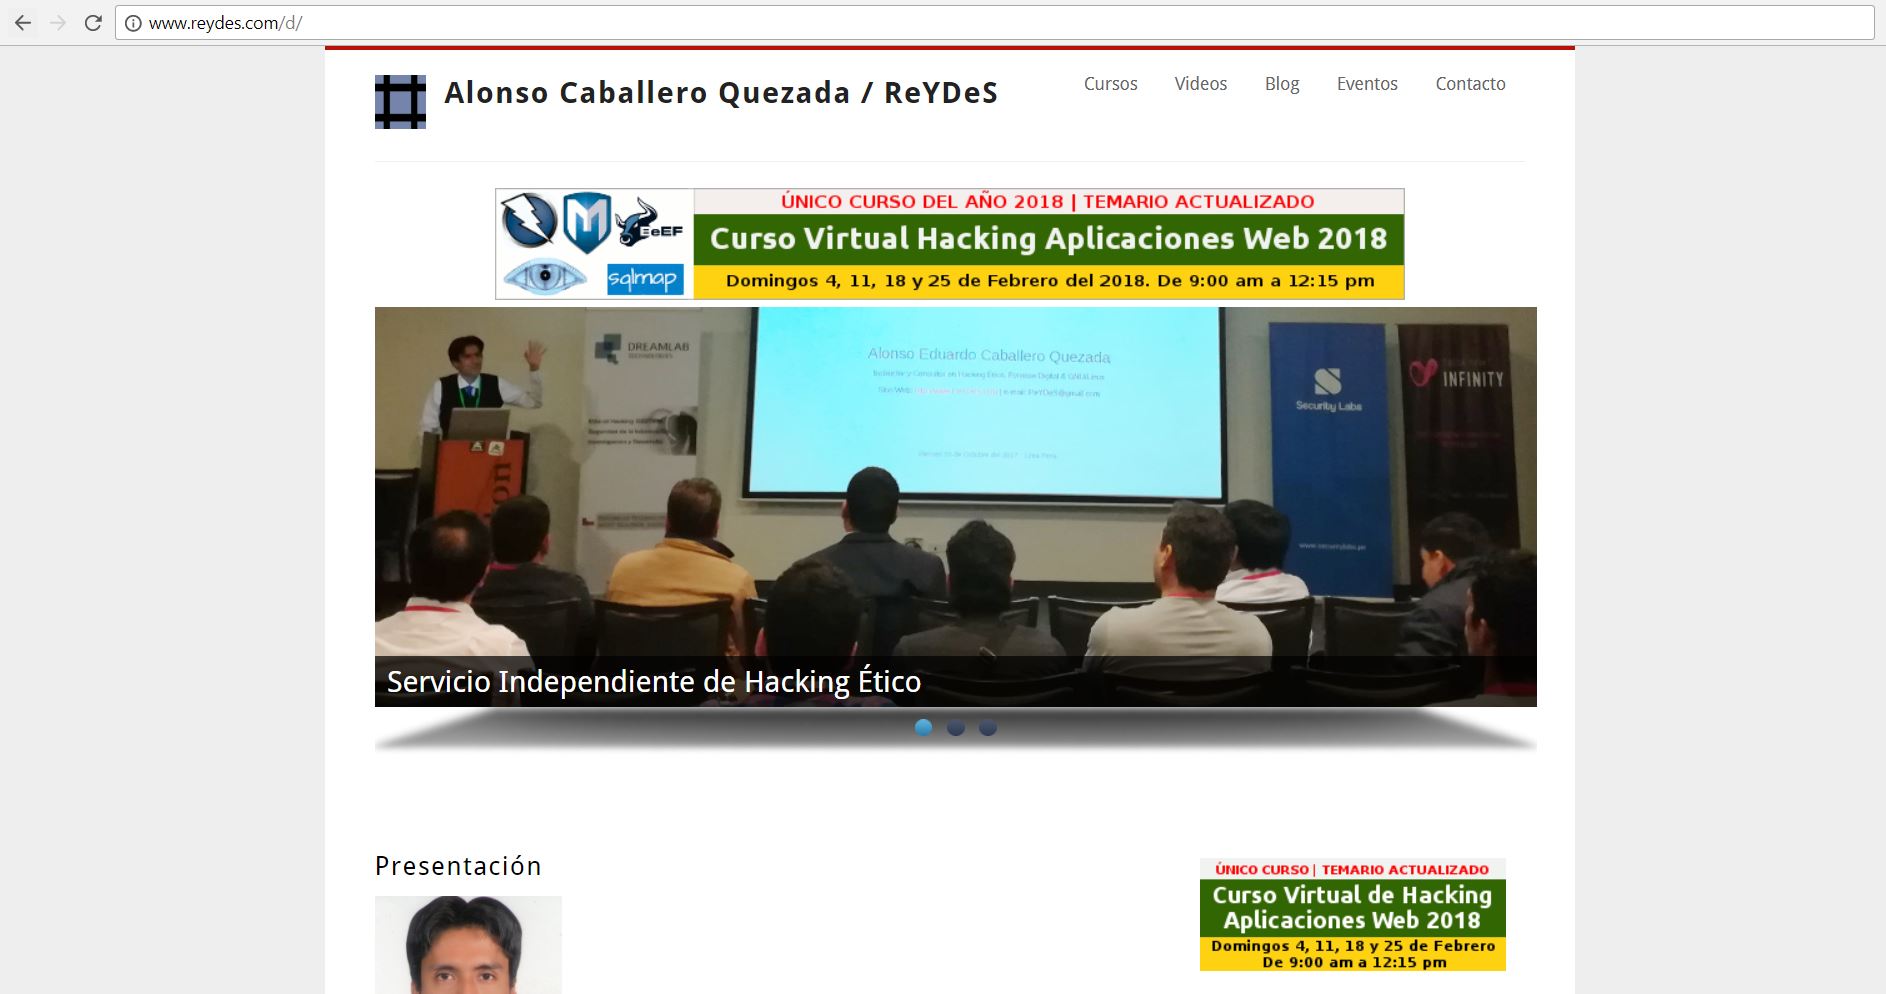 www.reydes.com/d/
Alonso Caballero Quezada / ReYDeS
Cursos Videos Blog Eventos Contacto
BeEF
sqlmap
ÚNICO CURSO DEL AÑO 2018 | TEMARIO ACTUALIZADO
Curso Virtual Hacking Aplicaciones Web 2018
Domingos 4, 11, 18 y 25 de Febrero del 2018. De 9:00 am a 12:15 pm
DREAMLAB
TECHNOLOGIES
Alonso Eduardo Caballero Quezada
Security Labs
INFINITY
Servicio Independiente de Hacking Ético
Presentación
ÚNICO CURSO | TEMARIO ACTUALIZADO
Curso Virtual de Hacking
Aplicaciones Web 2018
Domingos 4, 11, 18 y 25 de Febrero
De 9:00 am a 12:15 pm